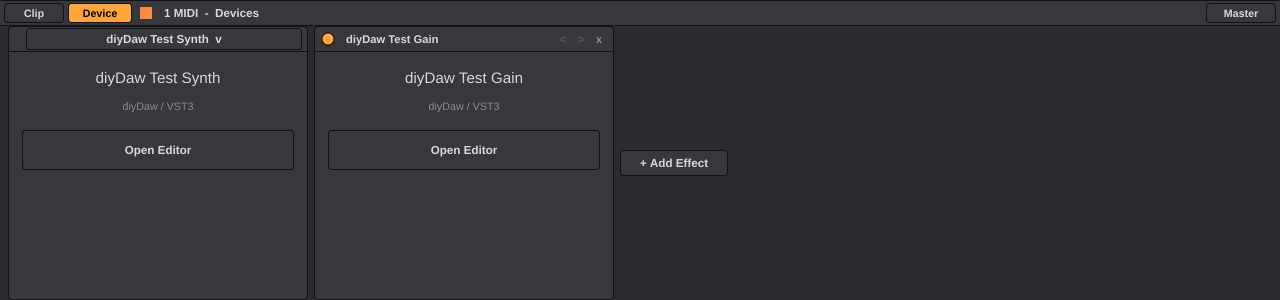 Clip Device 1 MIDI - Devices Master
diyDaw Test Synth v diyDaw Test Gain < > x
diyDaw Test Synth diyDaw Test Gain
diyDaw / VST3 diyDaw / VST3
Open Editor Open Editor
+ Add Effect